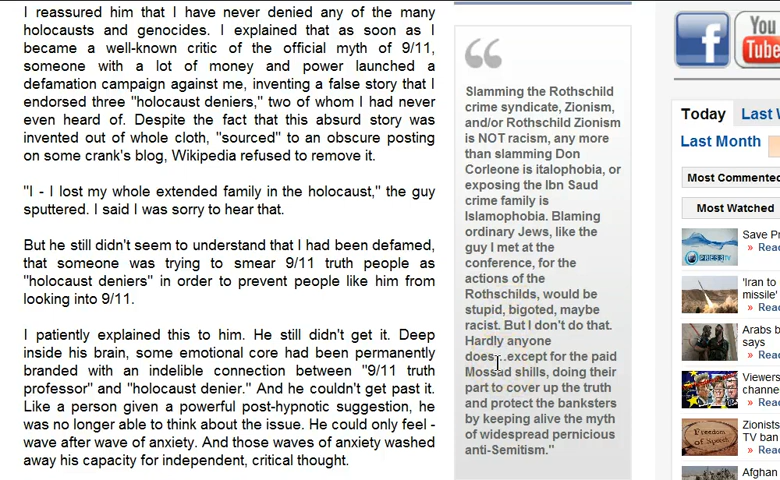 I reassured him that I have never denied any of the many
holocausts and genocides. I explained that as soon as I
became a well-known critic of the official myth of 9/11,
someone with a lot of money and power launched a
defamation campaign against me, inventing a false story that I
endorsed three "holocaust deniers," two of whom I had never
even heard of. Despite the fact that this absurd story was
invented out of whole cloth, "sourced" to an obscure posting
on some crank's blog, Wikipedia refused to remove it.
"I - I lost my whole extended family in the holocaust," the guy
sputtered. I said I was sorry to hear that.
But he still didn't seem to understand that I had been defamed,
that someone was trying to smear 9/11 truth people as
"holocaust deniers" in order to prevent people like him from
looking into 9/11.
I patiently explained this to him. He still didn't get it. Deep
inside his brain, some emotional core had been permanently
branded with an indelible connection between "9/11 truth
professor" and "holocaust denier." And he couldn't get past it.
Like a person given a powerful post-hypnotic suggestion, he
was no longer able to think about the issue. He could only feel -
wave after wave of anxiety. And those waves of anxiety washed
away his capacity for independent, critical thought.
Slamming the Rothschild
crime syndicate, Zionism,
and/or Rothschild Zionism
is NOT racism, any more
than slamming Don
Corleone is italophobia, or
exposing the Ibn Saud
crime family is
Islamophobia. Blaming
ordinary Jews, like the
guy I met at the
conference, for the
actions of the
Rothschilds, would be
stupid, bigoted, maybe
racist. But I don't do that.
Hardly anyone
does...except for the paid
Mossad shills, doing their
part to cover up the truth
and protect the banksters
by keeping alive the myth
of widespread pernicious
anti-Semitism."
f
You
Tube
Today
Last
Last Month
Most Commented
Most Watched
PRESSTV
Save
» Rea
'Iran to
missile'
» Rea
Arabs b
says
» Rea
Viewers
channe
» Rea
Freedom
of Speech
Zionists
TV ban
» Rea
Afghan